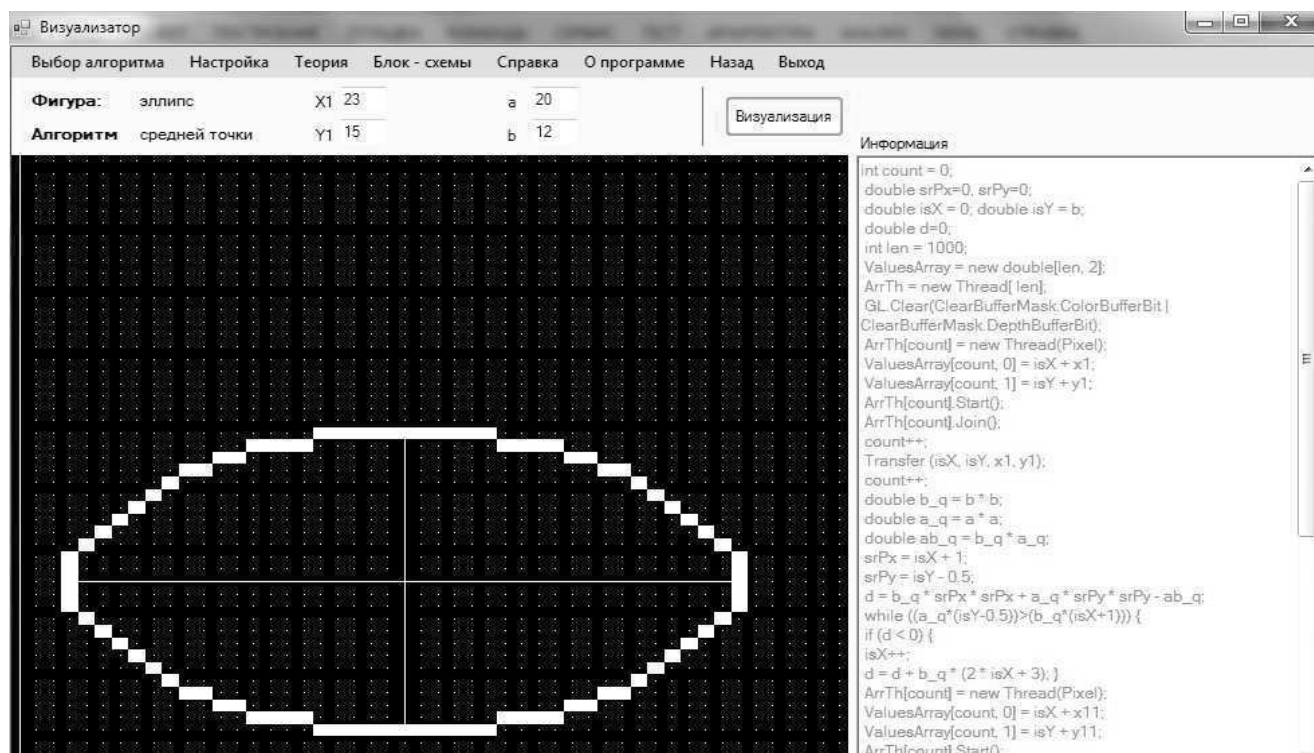 Визуализатор
Выбор алгоритма Настройка Теория Блок - схемы Справка О программе Назад Выход
Фигура: эллипс X1 23 a 20
Алгоритм средней точки Y1 15 b 12
Визуализация
Информация
int count = 0;
double srPx=0, srPy=0;
double isX = 0; double isY = b;
double d=0;
int len = 1000;
ValuesArray = new double[len, 2];
ArrTh = new Thread[ len];
GL.Clear(ClearBufferMask.ColorBufferBit |
ClearBufferMask.DepthBufferBit);
ArrTh[count] = new Thread(Pixel);
ValuesArray[count, 0] = isX + x1;
ValuesArray[count, 1] = isY + y1;
ArrTh[count].Start();
ArrTh[count].Join();
count++;
Transfer (isX, isY, x1, y1);
count++;
double b_q = b * b;
double a_q = a * a;
double ab_q = b_q * a_q;
srPx = isX + 1;
srPy = isY - 0.5;
d = b_q * srPx * srPx + a_q * srPy * srPy - ab_q;
while ((a_q*(isY-0.5))>(b_q*(isX+1))) {
if (d < 0) {
isX++;
d = d + b_q * (2 * isX + 3); }
ArrTh[count] = new Thread(Pixel);
ValuesArray[count, 0] = isX + x11;
ValuesArray[count, 1] = isY + y11;
ArrTh[count].Start();